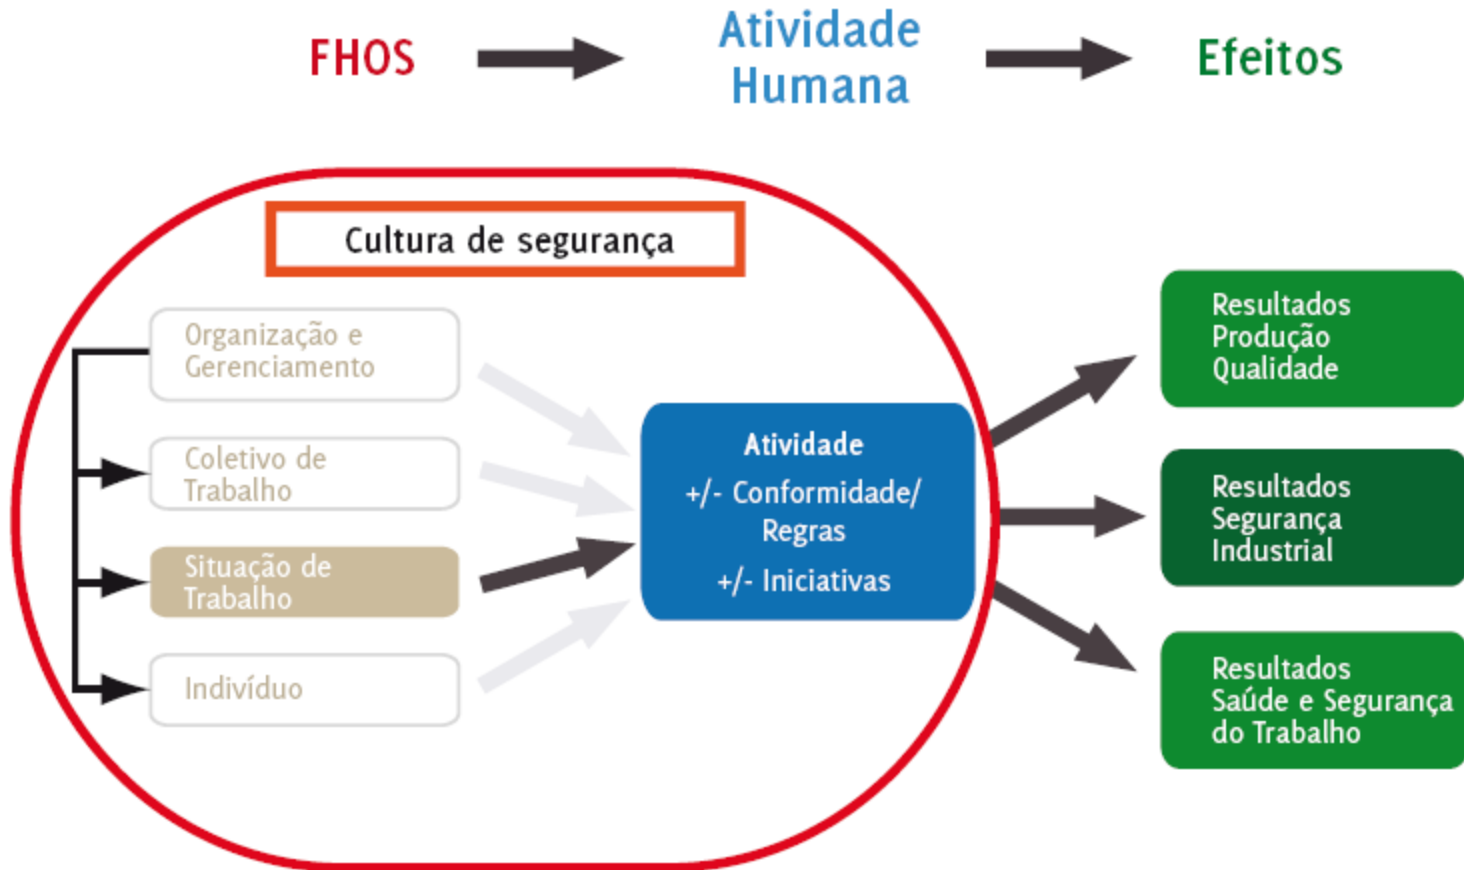 FHOS
Atividade
Humana
Efeitos
Cultura de segurança
Organização e
Gerenciamento
Coletivo de
Trabalho
Situação de
Trabalho
Indivíduo
Atividade
+/- Conformidade/
Regras
+/- Iniciativas
Resultados
Produção
Qualidade
Resultados
Segurança
Industrial
Resultados
Saúde e Segurança
do Trabalho